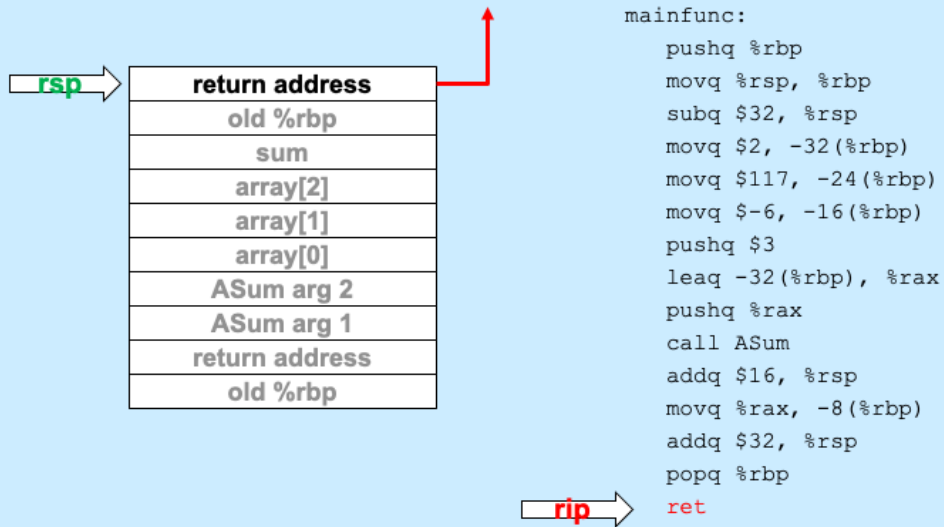 rsp
return address
old %rbp
sum
array[2]
array[1]
array[0]
ASum arg 2
ASum arg 1
return address
old %rbp
mainfunc:
pushq %rbp
movq %rsp, %rbp
subq $32, %rsp
movq $2, -32(%rbp)
movq $117, -24(%rbp)
movq $-6, -16(%rbp)
pushq $3
leaq -32(%rbp), %rax
pushq %rax
call ASum
addq $16, %rsp
movq %rax, -8(%rbp)
addq $32, %rsp
popq %rbp
rip
ret